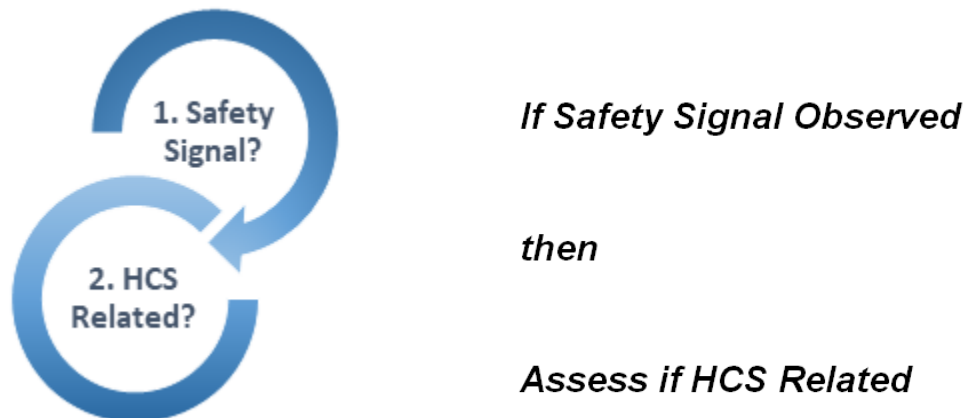 1. Safety
Signal?
If Safety Signal Observed
then
2. HCS
Related?
Assess if HCS Related